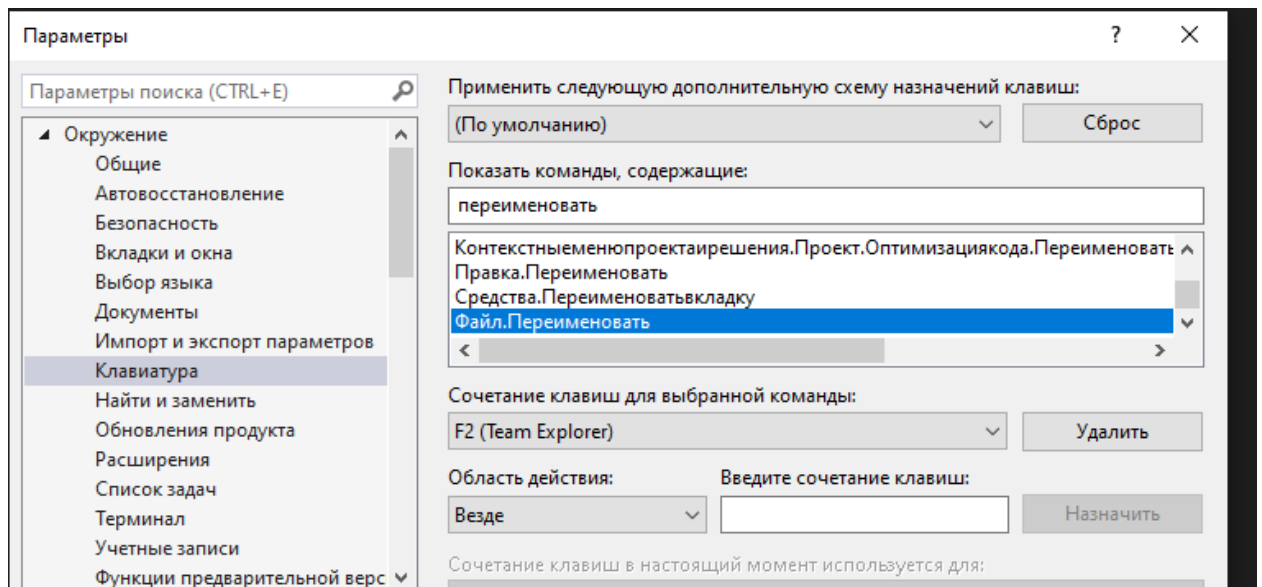 Параметры
?
Параметры поиска (CTRL+E)
Окружение
Общие
Автовосстановление
Безопасность
Вкладки и окна
Выбор языка
Документы
Импорт и экспорт параметров
Клавиатура
Найти и заменить
Обновления продукта
Расширения
Список задач
Терминал
Учетные записи
Функции предварительной верс
Применить следующую дополнительную схему назначений клавиш:
(По умолчанию)
Сброс
Показать команды, содержащие:
переименовать
Контекстныеменюпроектаирешения.Проект.Оптимизациякода.Переименовать
Правка.Переименовать
Средства.Переименоватьвкладку
Файл.Переименовать
Сочетание клавиш для выбранной команды:
F2 (Team Explorer)
Удалить
Область действия:
Введите сочетание клавиш:
Везде
Назначить
Сочетание клавиш в настоящий момент используется для: